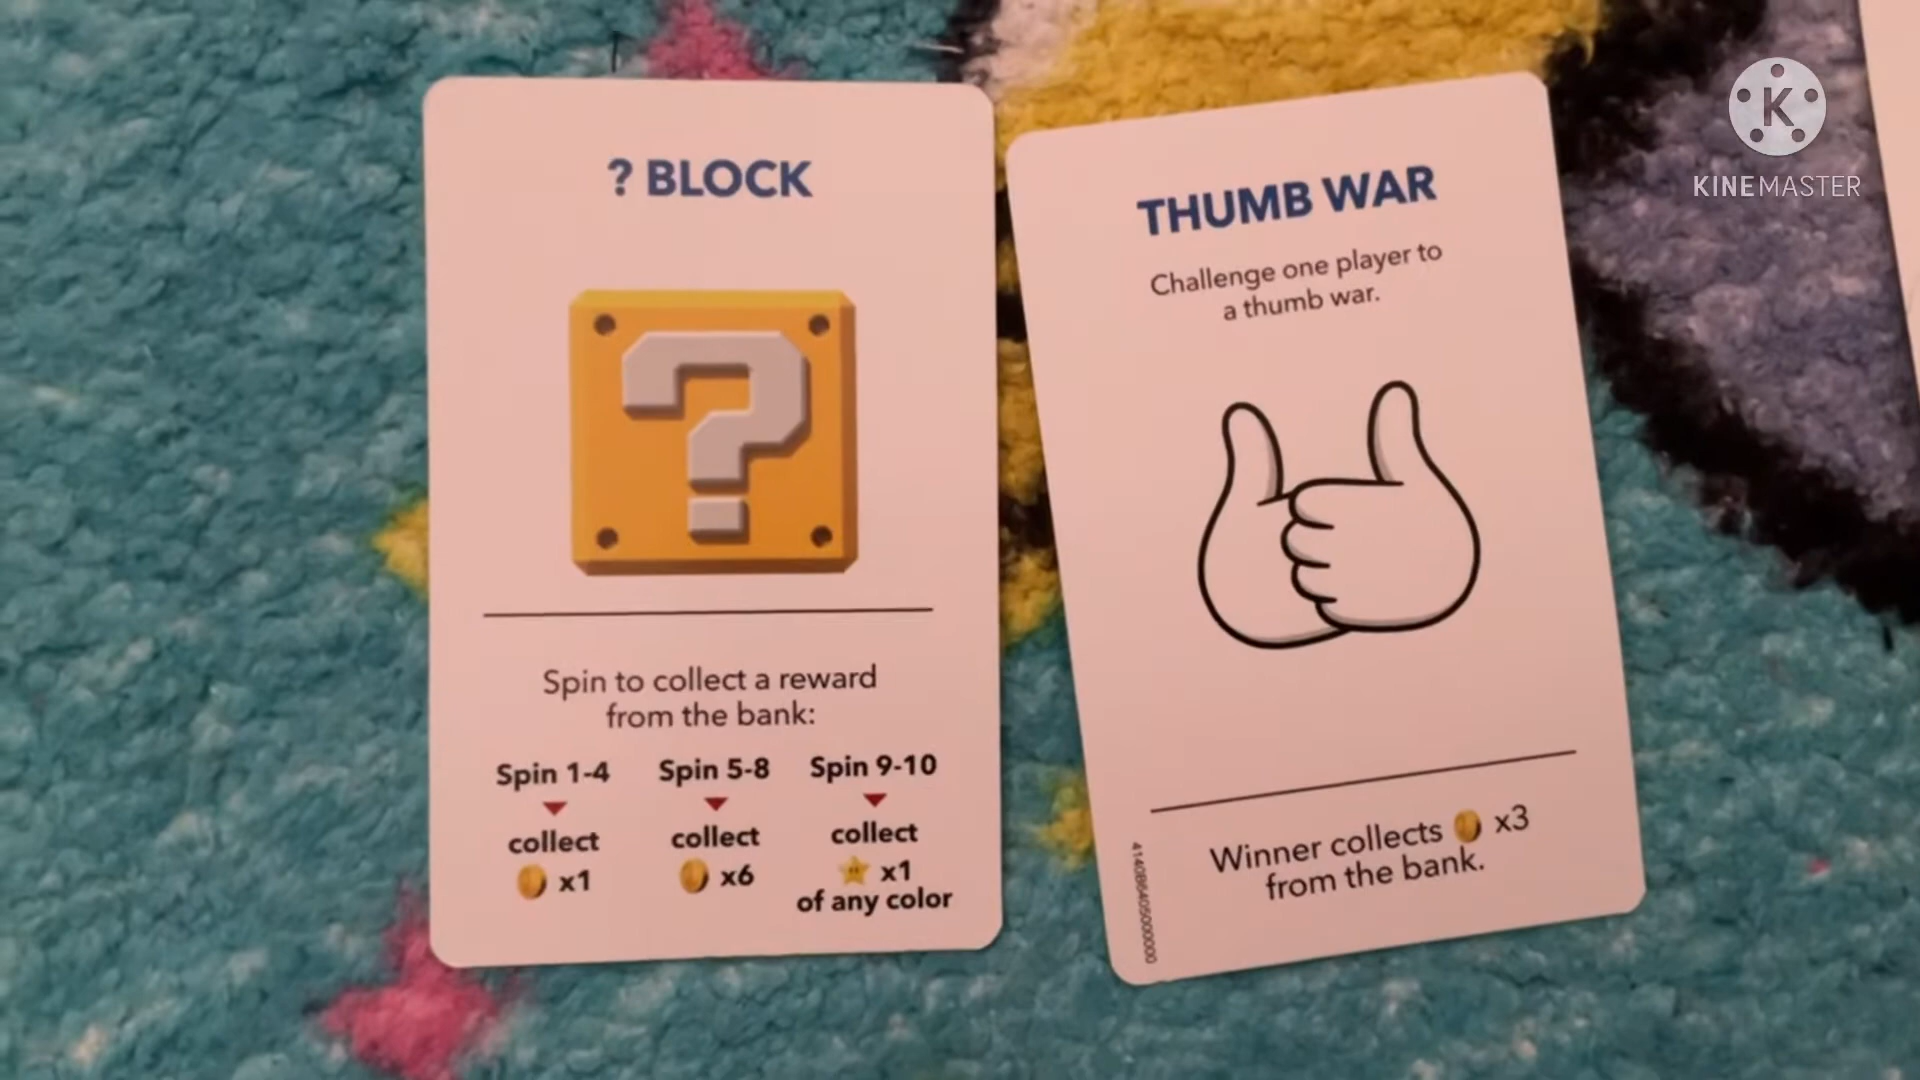 ? BLOCK
?
Spin to collect a reward
from the bank:
Spin 1-4
collect
x1
Spin 5-8
collect
x6
Spin 9-10
collect
x1
of any color
THUMB WAR
Challenge one player to
a thumb war.
Winner collects x3
from the bank.
K
KINEMASTER